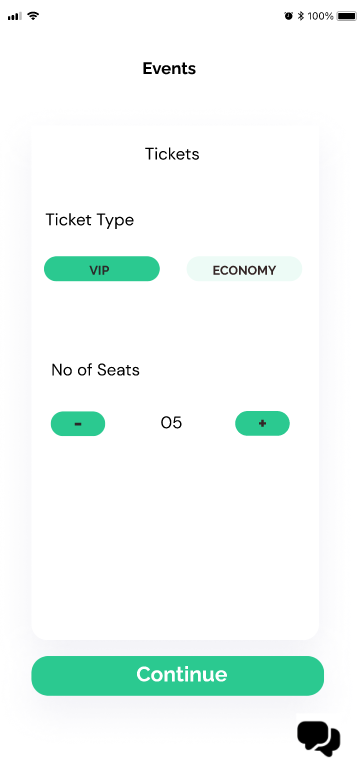 100%
Events
Tickets
Ticket Type
VIP ECONOMY
No of Seats
- 05 +
Continue